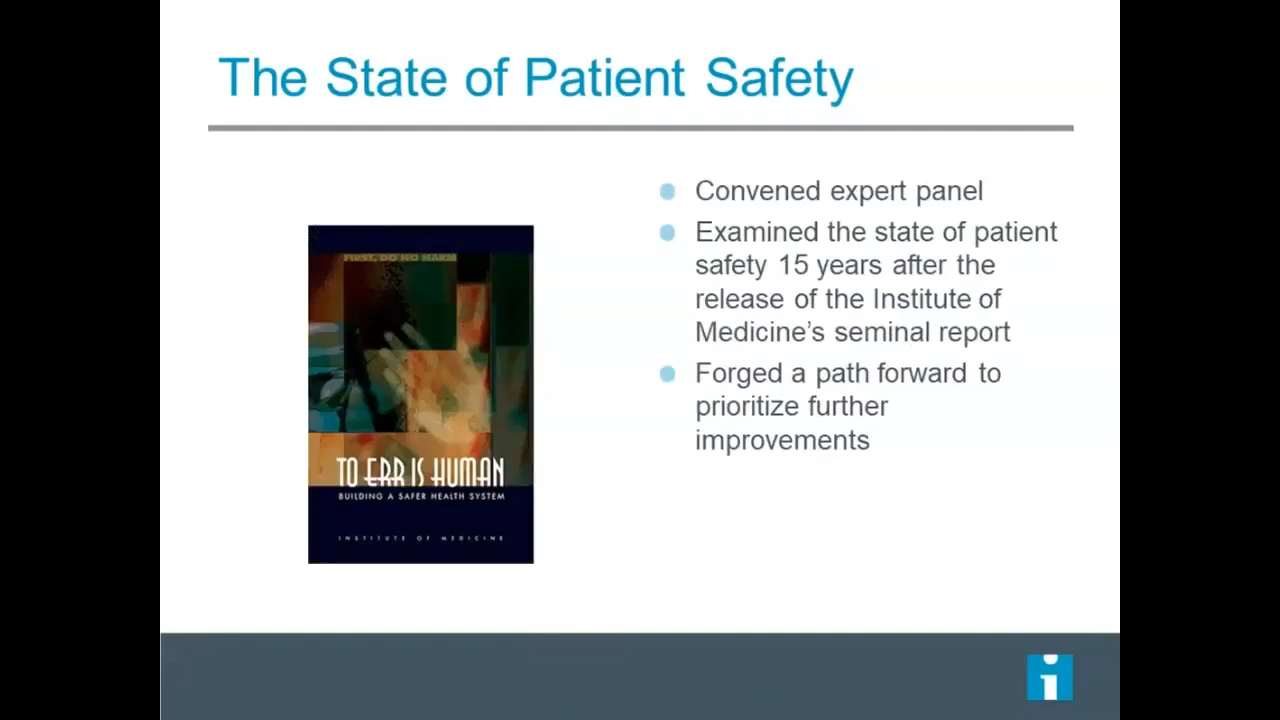 The State of Patient Safety
Convened expert panel
Examined the state of patient
safety 15 years after the
release of the Institute of
Medicine’s seminal report
Forged a path forward to
prioritize further
improvements
FIRST, DO NO HARM
TO ERR IS HUMAN
BUILDING A SAFER HEALTH SYSTEM
INSTITUTE OF MEDICINE
i